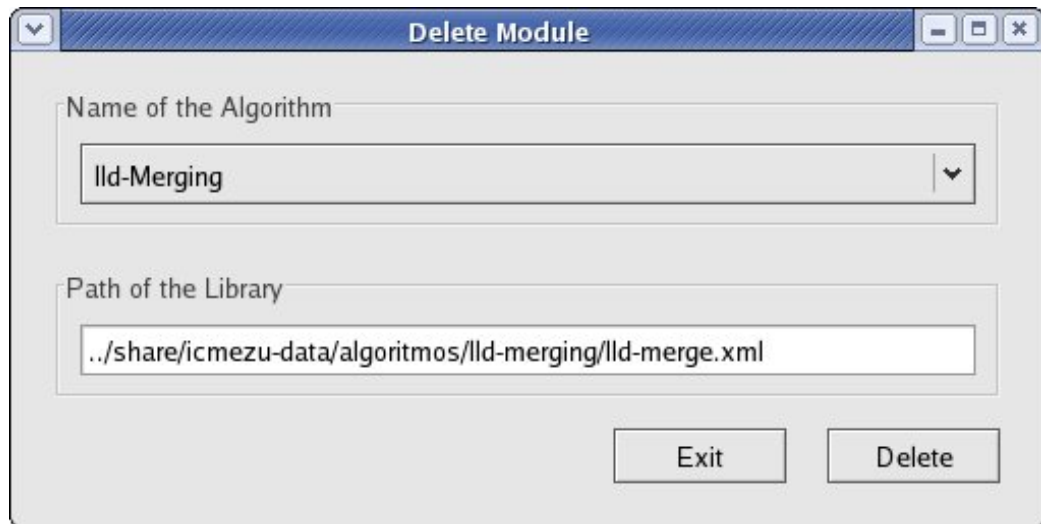 Delete Module
Name of the Algorithm
lld-Merging
Path of the Library
../share/icmezu-data/algoritmos/lld-merging/lld-merge.xml
Exit
Delete